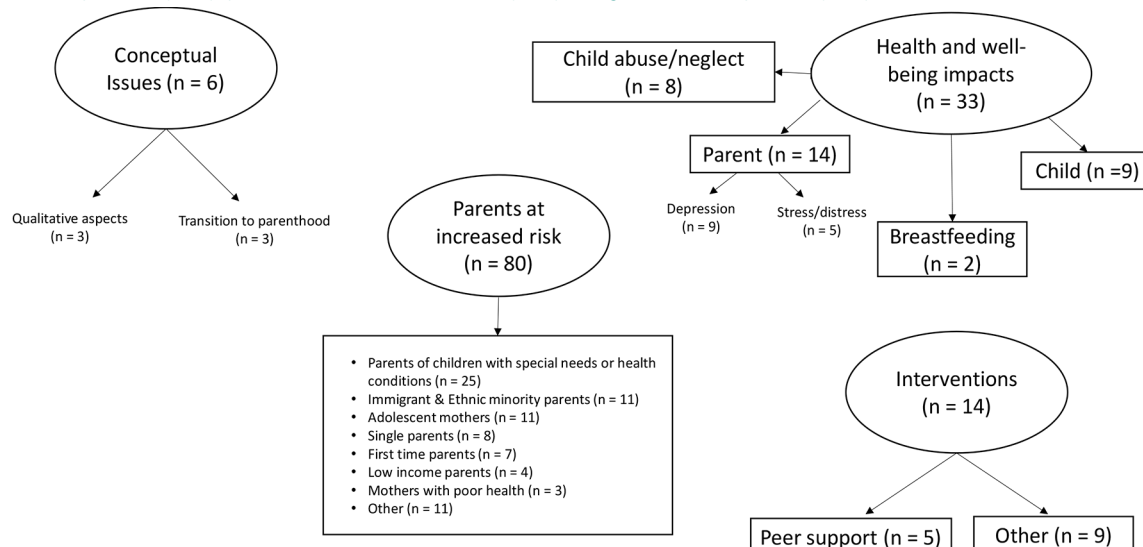 Conceptual
Issues (n = 6)
Qualitative aspects
(n = 3)
Transition to parenthood
(n = 3)
Parents at
increased risk
(n = 80)
• Parents of children with special needs or health
conditions (n = 25)
• Immigrant & Ethnic minority parents (n = 11)
• Adolescent mothers (n = 11)
• Single parents (n = 8)
• First time parents (n = 7)
• Low income parents (n = 4)
• Mothers with poor health (n = 3)
• Other (n = 11)
Health and well-
being impacts
(n = 33)
Child abuse/neglect
(n = 8)
Parent (n = 14)
Depression
(n = 9)
Stress/distress
(n = 5)
Breastfeeding
(n = 2)
Child (n =9)
Interventions
(n = 14)
Peer support (n = 5)
Other (n = 9)